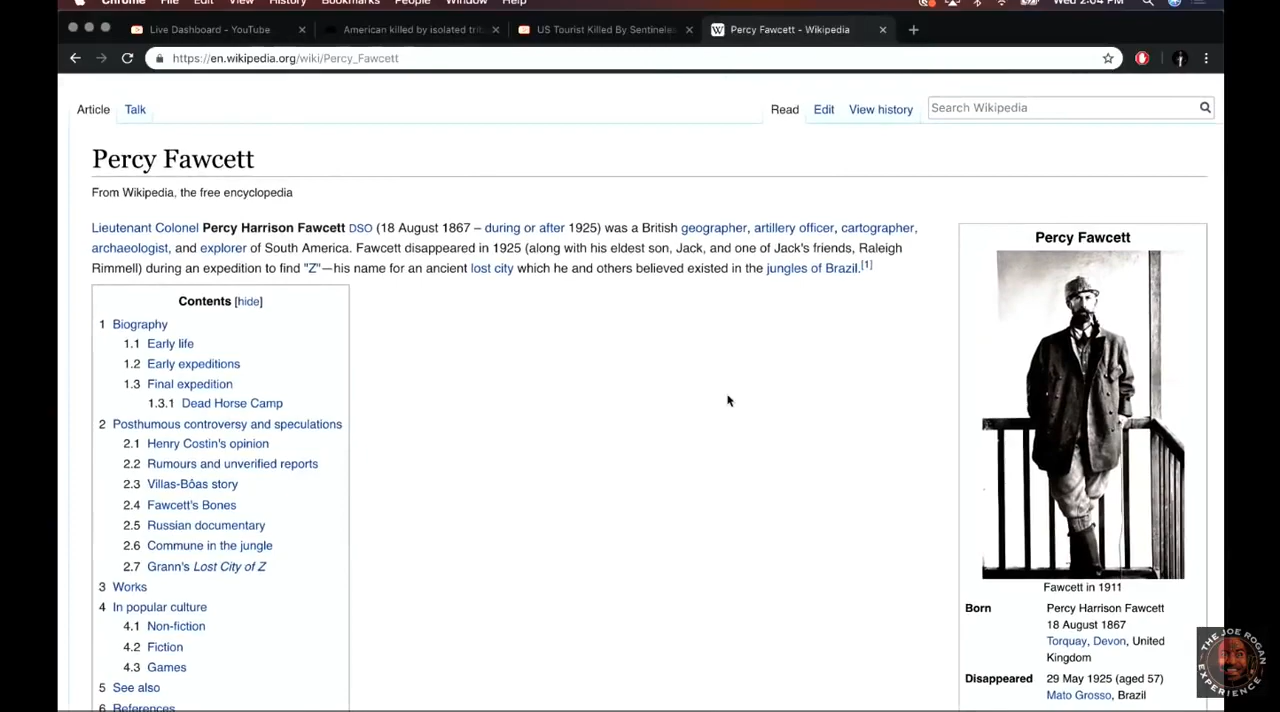 Chrome File Edit View History Bookmarks People Window Help Wed 2:04 PM
Live Dashboard - YouTube
American killed by isolated trib
US Tourist Killed By Sentineles
Percy Fawcett - Wikipedia
https://en.wikipedia.org/wiki/Percy_Fawcett
Article Talk Read Edit View history Search Wikipedia
Percy Fawcett
From Wikipedia, the free encyclopedia
Lieutenant Colonel Percy Harrison Fawcett DSO (18 August 1867 – during or after 1925) was a British geographer, artillery officer, cartographer,
archaeologist, and explorer of South America. Fawcett disappeared in 1925 (along with his eldest son, Jack, and one of Jack's friends, Raleigh
Rimmell) during an expedition to find "Z"—his name for an ancient lost city which he and others believed existed in the jungles of Brazil.[1]
Contents [hide]
1 Biography
1.1 Early life
1.2 Early expeditions
1.3 Final expedition
1.3.1 Dead Horse Camp
2 Posthumous controversy and speculations
2.1 Henry Costin's opinion
2.2 Rumours and unverified reports
2.3 Villas-Bôas story
2.4 Fawcett's Bones
2.5 Russian documentary
2.6 Commune in the jungle
2.7 Grann's Lost City of Z
3 Works
4 In popular culture
4.1 Non-fiction
4.2 Fiction
4.3 Games
5 See also
6 References
Percy Fawcett
Fawcett in 1911
Born Percy Harrison Fawcett
18 August 1867
Torquay, Devon, United
Kingdom
Disappeared 29 May 1925 (aged 57)
Mato Grosso, Brazil
THE JOE ROGAN
EXPERIENCE